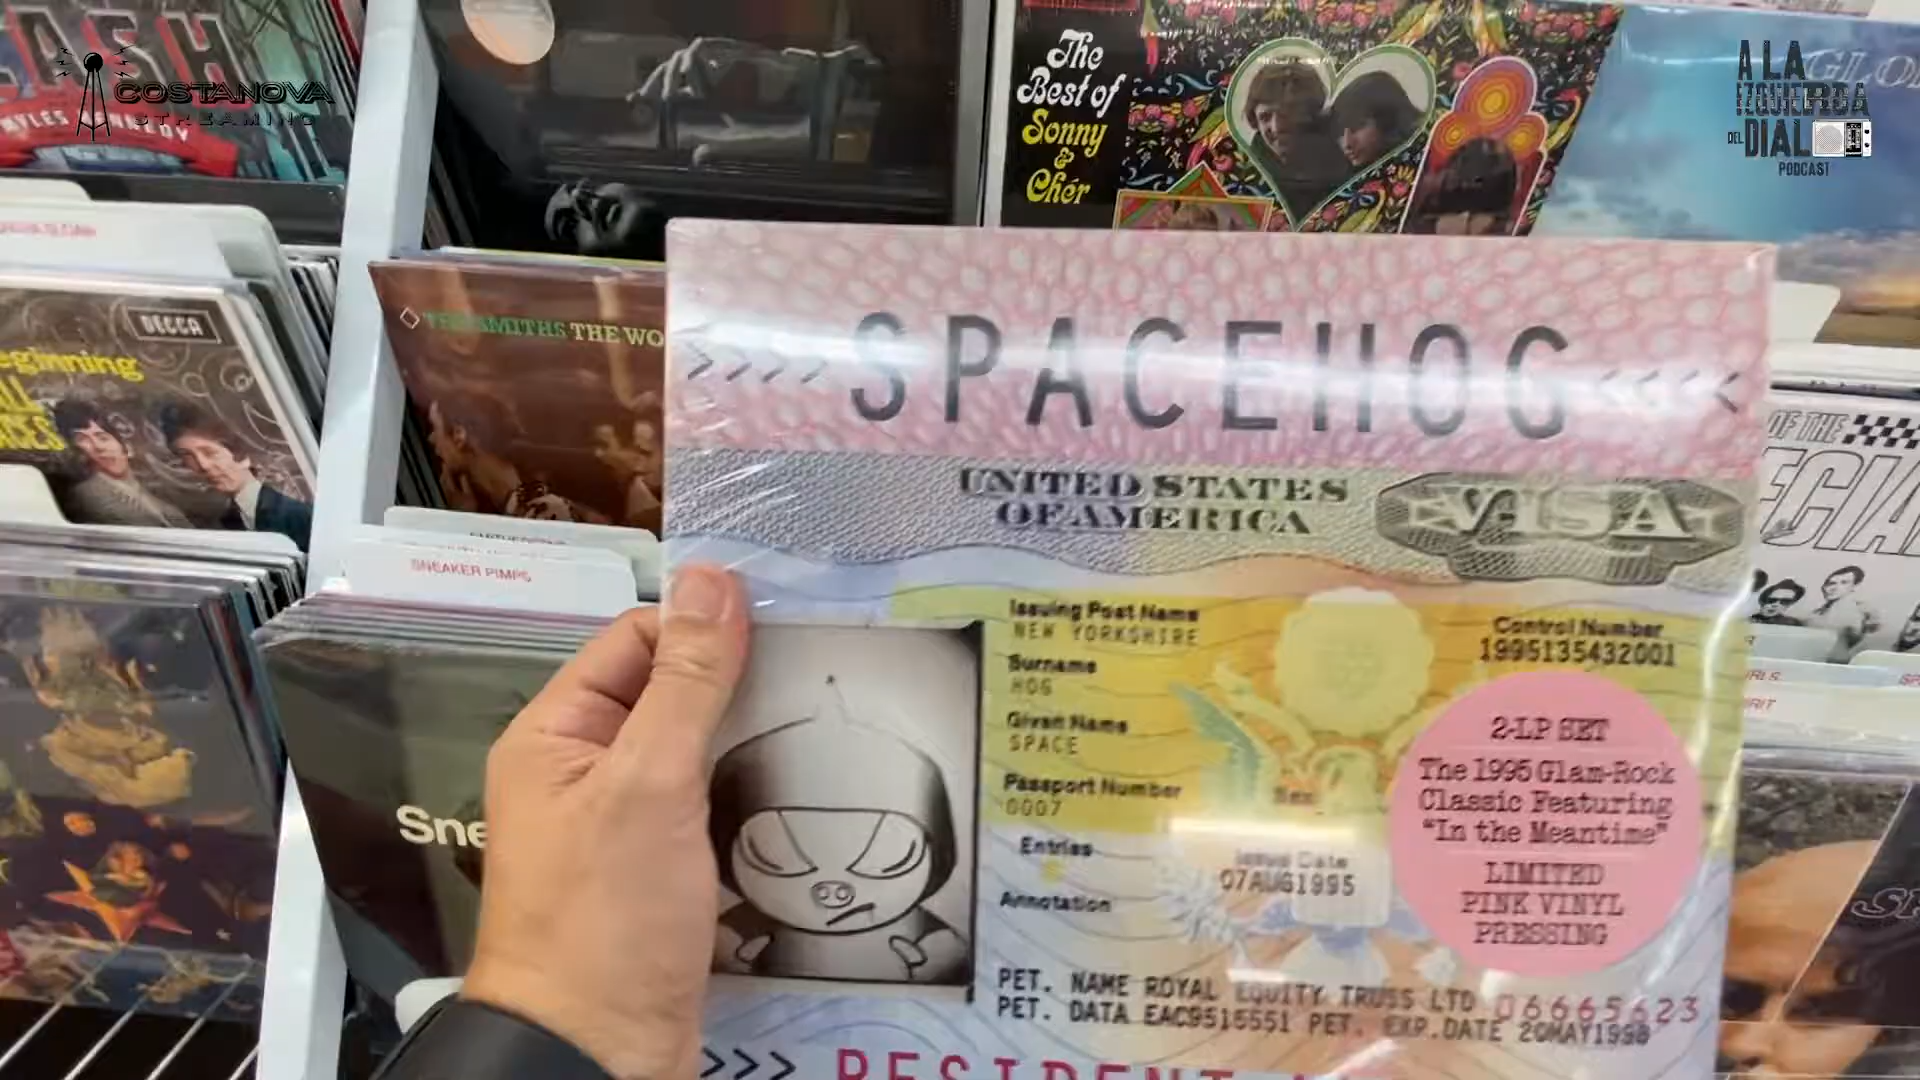 COSTANOVA
STREAMING
A LA
IZQUIERDA
DEL DIAL
PODCAST
The
Best of
Sonny
&
Chér
DECCA
THE SMITHS THE WO
SNEAKER PIMPS
Sne
>>>> SPACEHOG <<<<
UNITED STATES
OF AMERICA
VISA
Issuing Post Name
NEW YORKSHIRE
Control Number
1995135432001
Surname
HOG
Given Name
SPACE
Passport Number
0007
Entries
Issue Date
07AUG1995
Annotation
2-LP SET
The 1995 Glam-Rock
Classic Featuring
"In the Meantime"
LIMITED
PINK VINYL
PRESSING
PET. NAME ROYAL EQUITY TRUSS LTD 06665623
PET. DATA EAC9515551 PET. EXP.DATE 20MAY1998
>>> RESIDENT
OF THE